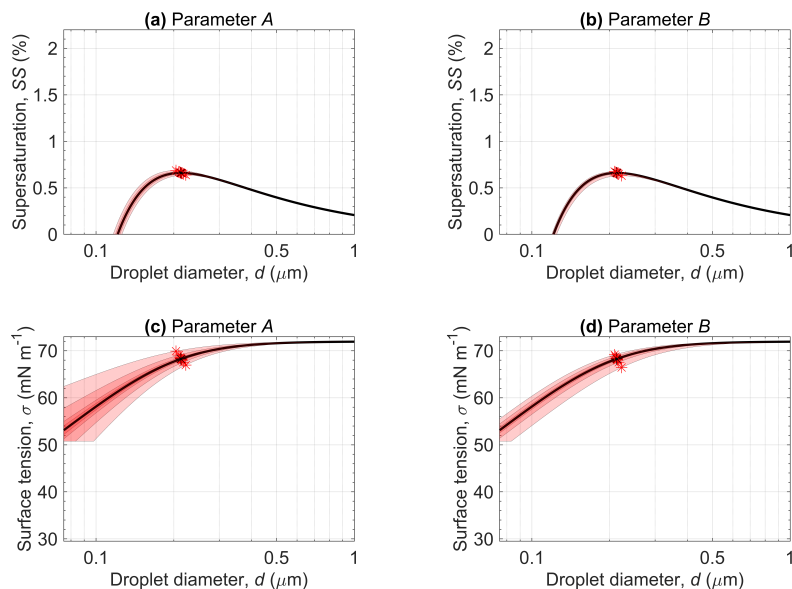 (a) Parameter A
Supersaturation, SS (%)
2
1.5
1
0.5
0
0.1
0.5
1
Droplet diameter, d (μm)
(b) Parameter B
Supersaturation, SS (%)
2
1.5
1
0.5
0
0.1
0.5
1
Droplet diameter, d (μm)
(c) Parameter A
Surface tension, σ (mN m⁻¹)
70
60
50
40
30
0.1
0.5
1
Droplet diameter, d (μm)
(d) Parameter B
Surface tension, σ (mN m⁻¹)
70
60
50
40
30
0.1
0.5
1
Droplet diameter, d (μm)